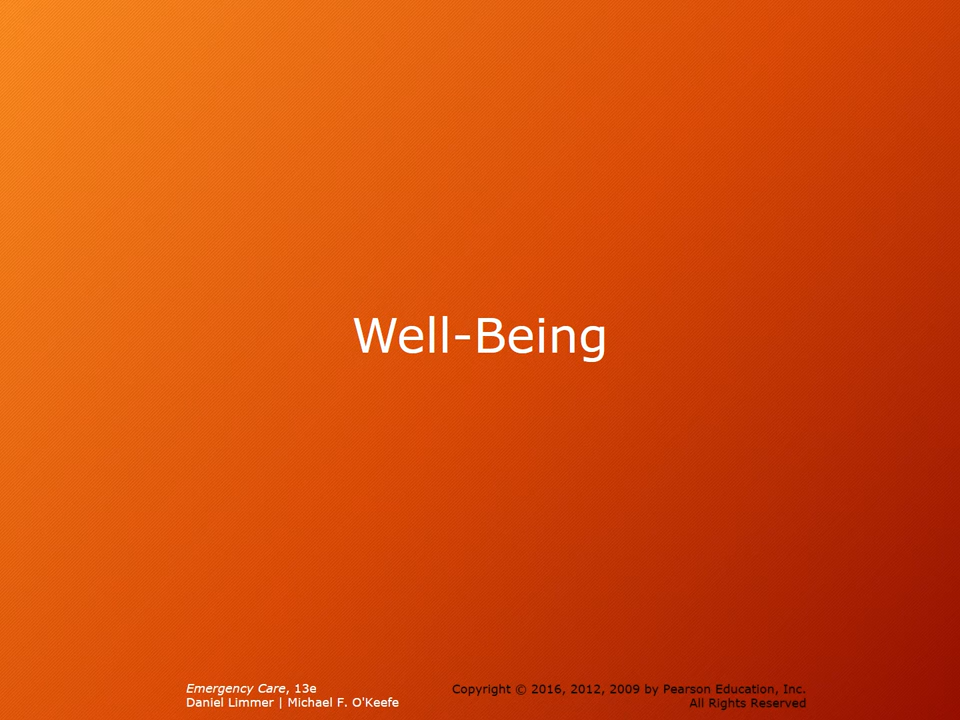 Well-Being
Emergency Care, 13e
Daniel Limmer | Michael F. O'Keefe
Copyright © 2016, 2012, 2009 by Pearson Education, Inc.
All Rights Reserved